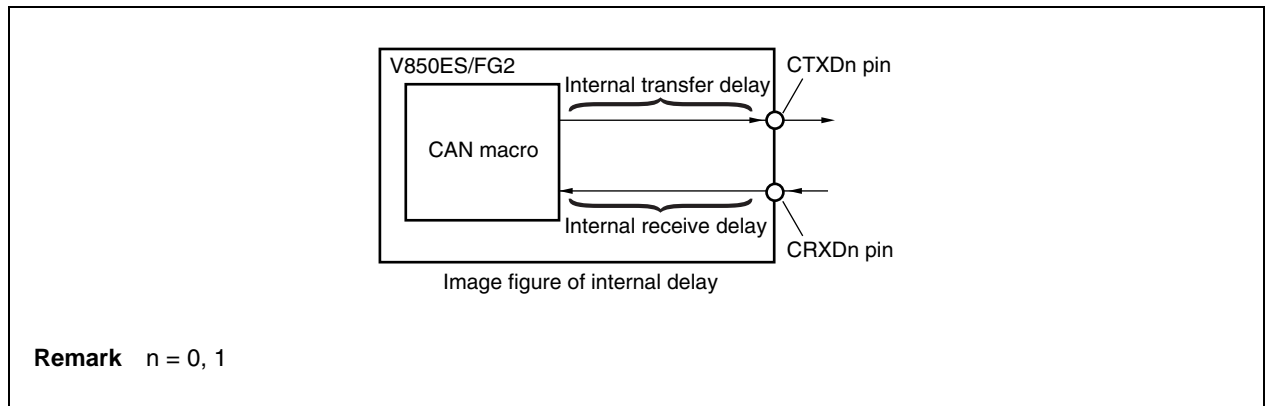 V850ES/FG2
CTXDn pin
Internal transfer delay
CAN macro
Internal receive delay
CRXDn pin
Image figure of internal delay
Remark n = 0, 1